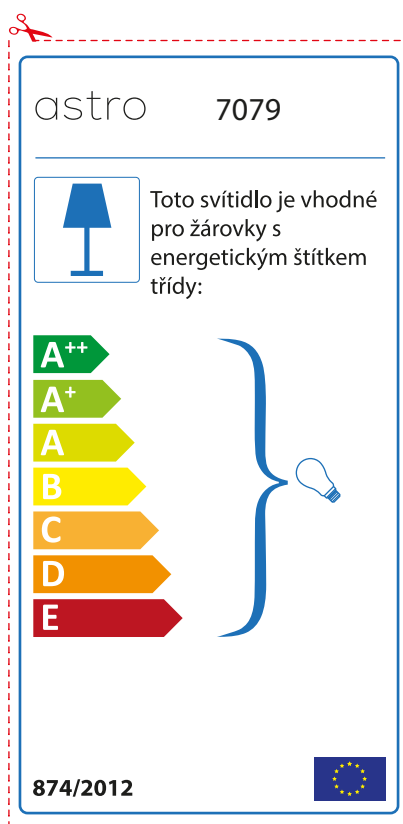 astro 7079
Toto svítidlo je vhodné
pro žárovky s
energetickým štítkem
třídy:
A++
A+
A
B
C
D
E
874/2012